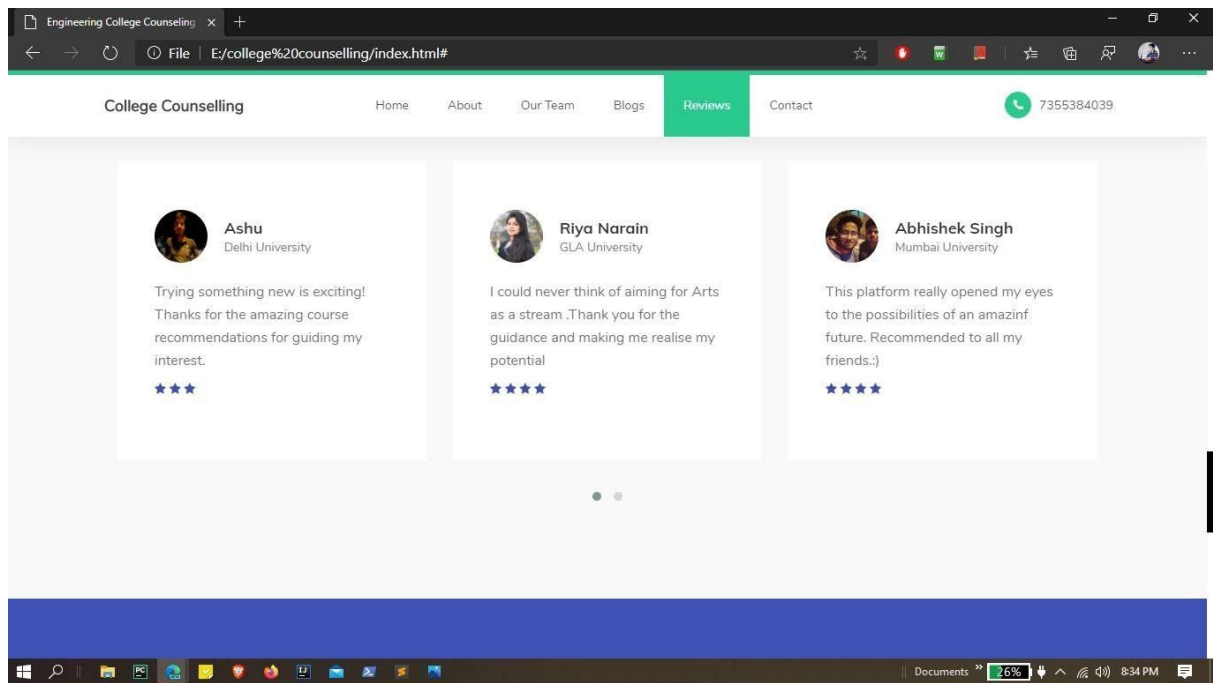 Engineering College Counseling
File | E:/college%20counselling/index.html#
College Counselling Home About Our Team Blogs Reviews Contact 7355384039
Ashu
Delhi University
Trying something new is exciting!
Thanks for the amazing course
recommendations for guiding my
interest.
Riya Narain
GLA University
I could never think of aiming for Arts
as a stream .Thank you for the
guidance and making me realise my
potential
Abhishek Singh
Mumbai University
This platform really opened my eyes
to the possibilities of an amazinf
future. Recommended to all my
friends.:)
Documents » 26% 8:34 PM